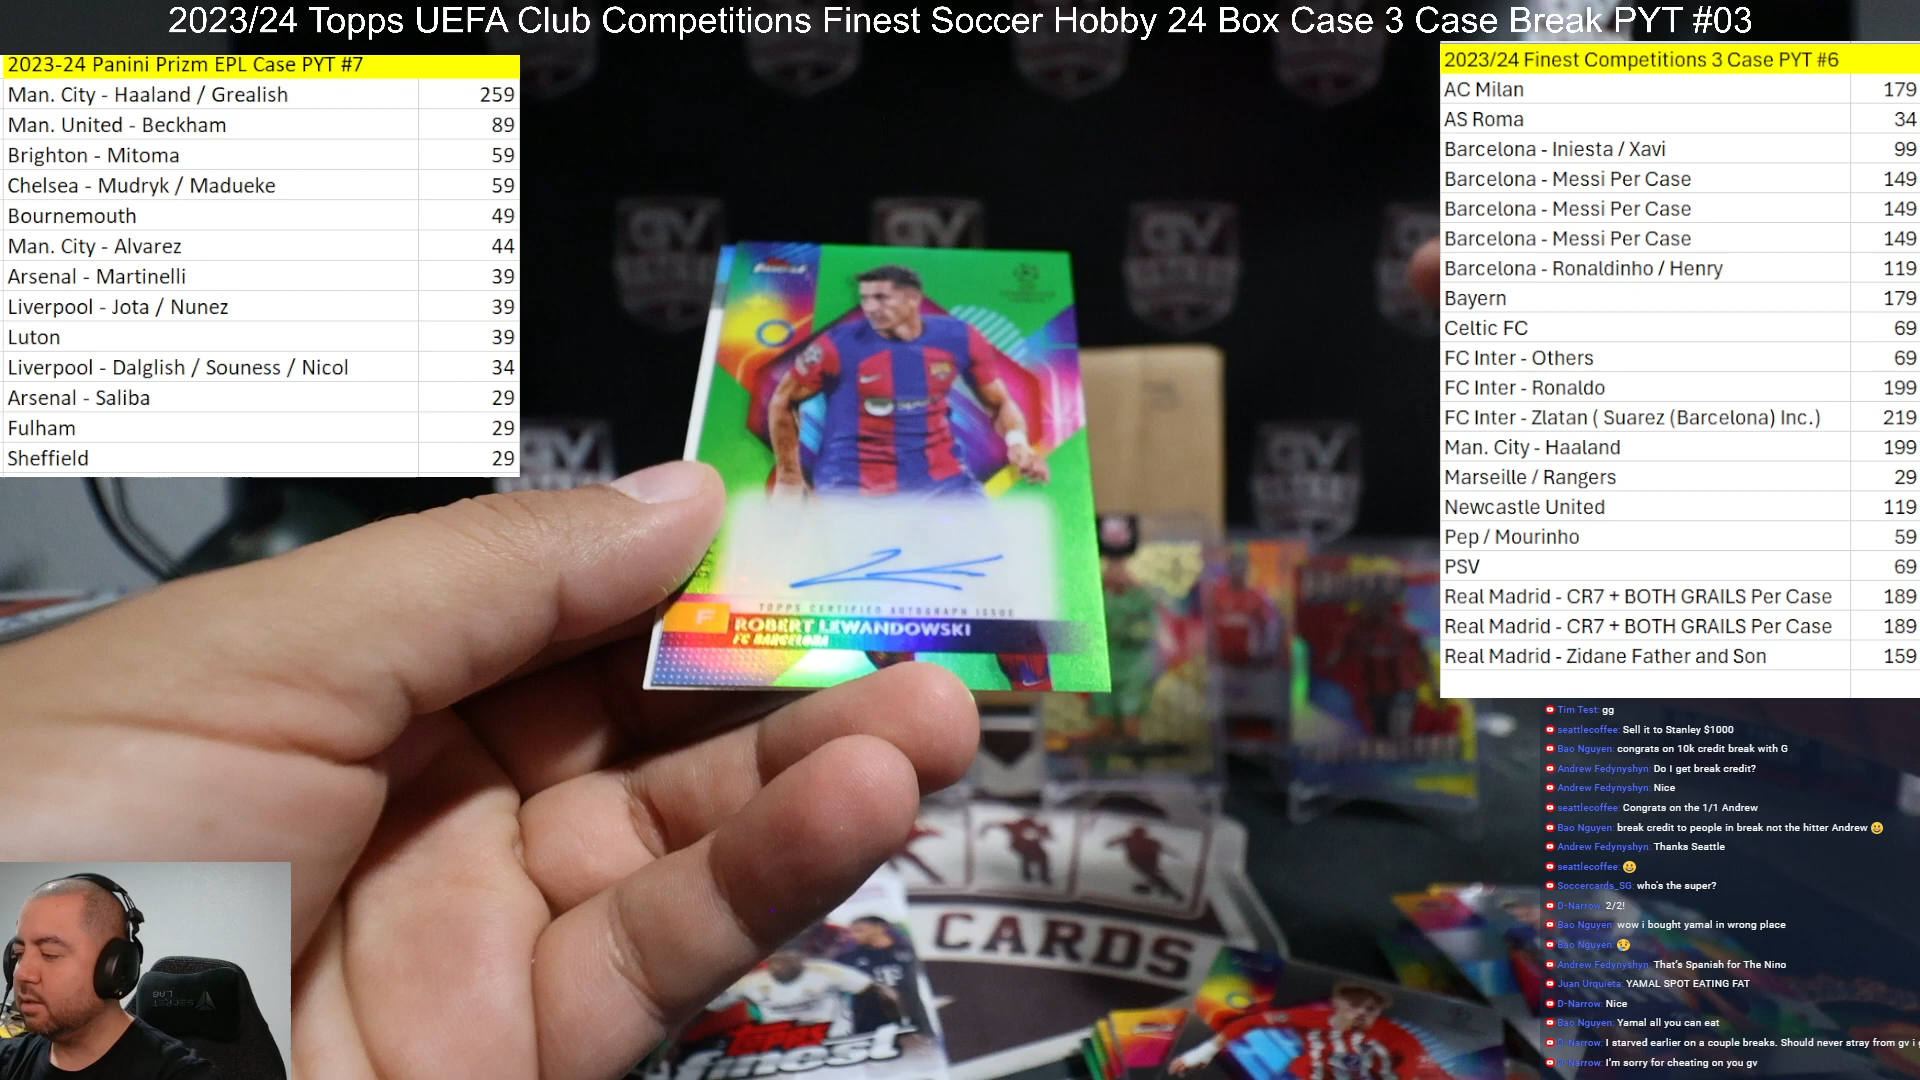 2023/24 Topps UEFA Club Competitions Finest Soccer Hobby 24 Box Case 3 Case Break PYT #03
2023-24 Panini Prizm EPL Case PYT #7
Man. City - Haaland / Grealish 259
Man. United - Beckham 89
Brighton - Mitoma 59
Chelsea - Mudryk / Madueke 59
Bournemouth 49
Man. City - Alvarez 44
Arsenal - Martinelli 39
Liverpool - Jota / Nunez 39
Luton 39
Liverpool - Dalglish / Souness / Nicol 34
Arsenal - Saliba 29
Fulham 29
Sheffield 29
2023/24 Finest Competitions 3 Case PYT #6
AC Milan 179
AS Roma 34
Barcelona - Iniesta / Xavi 99
Barcelona - Messi Per Case 149
Barcelona - Messi Per Case 149
Barcelona - Messi Per Case 149
Barcelona - Ronaldinho / Henry 119
Bayern 179
Celtic FC 69
FC Inter - Others 69
FC Inter - Ronaldo 199
FC Inter - Zlatan ( Suarez (Barcelona) Inc.) 219
Man. City - Haaland 199
Marseille / Rangers 29
Newcastle United 119
Pep / Mourinho 59
PSV 69
Real Madrid - CR7 + BOTH GRAILS Per Case 189
Real Madrid - CR7 + BOTH GRAILS Per Case 189
Real Madrid - Zidane Father and Son 159
Finest
TOPPS CERTIFIED AUTOGRAPH ISSUE
F ROBERT LEWANDOWSKI
FC BARCELONA
GV
CARDS
TOPPS
finest
Tim Test: gg
seattlecoffee: Sell it to Stanley $1000
Bao Nguyen: congrats on 10k credit break with G
Andrew Fedynyshyn: Do I get break credit?
Andrew Fedynyshyn: Nice
seattlecoffee: Congrats on the 1/1 Andrew
Bao Nguyen: break credit to people in break not the hitter Andrew 😀
Andrew Fedynyshyn: Thanks Seattle
seattlecoffee: 😀
Soccercards_SG: who's the super?
D-Narrow: 2/2!
Bao Nguyen: wow i bought yamal in wrong place
Bao Nguyen: 😢
Andrew Fedynyshyn: That's Spanish for The Nino
Juan Urquieta: YAMAL SPOT EATING FAT
D-Narrow: Nice
Bao Nguyen: Yamal all you can eat
D-Narrow: I starved earlier on a couple breaks. Should never stray from gv i
D-Narrow: I'm sorry for cheating on you gv